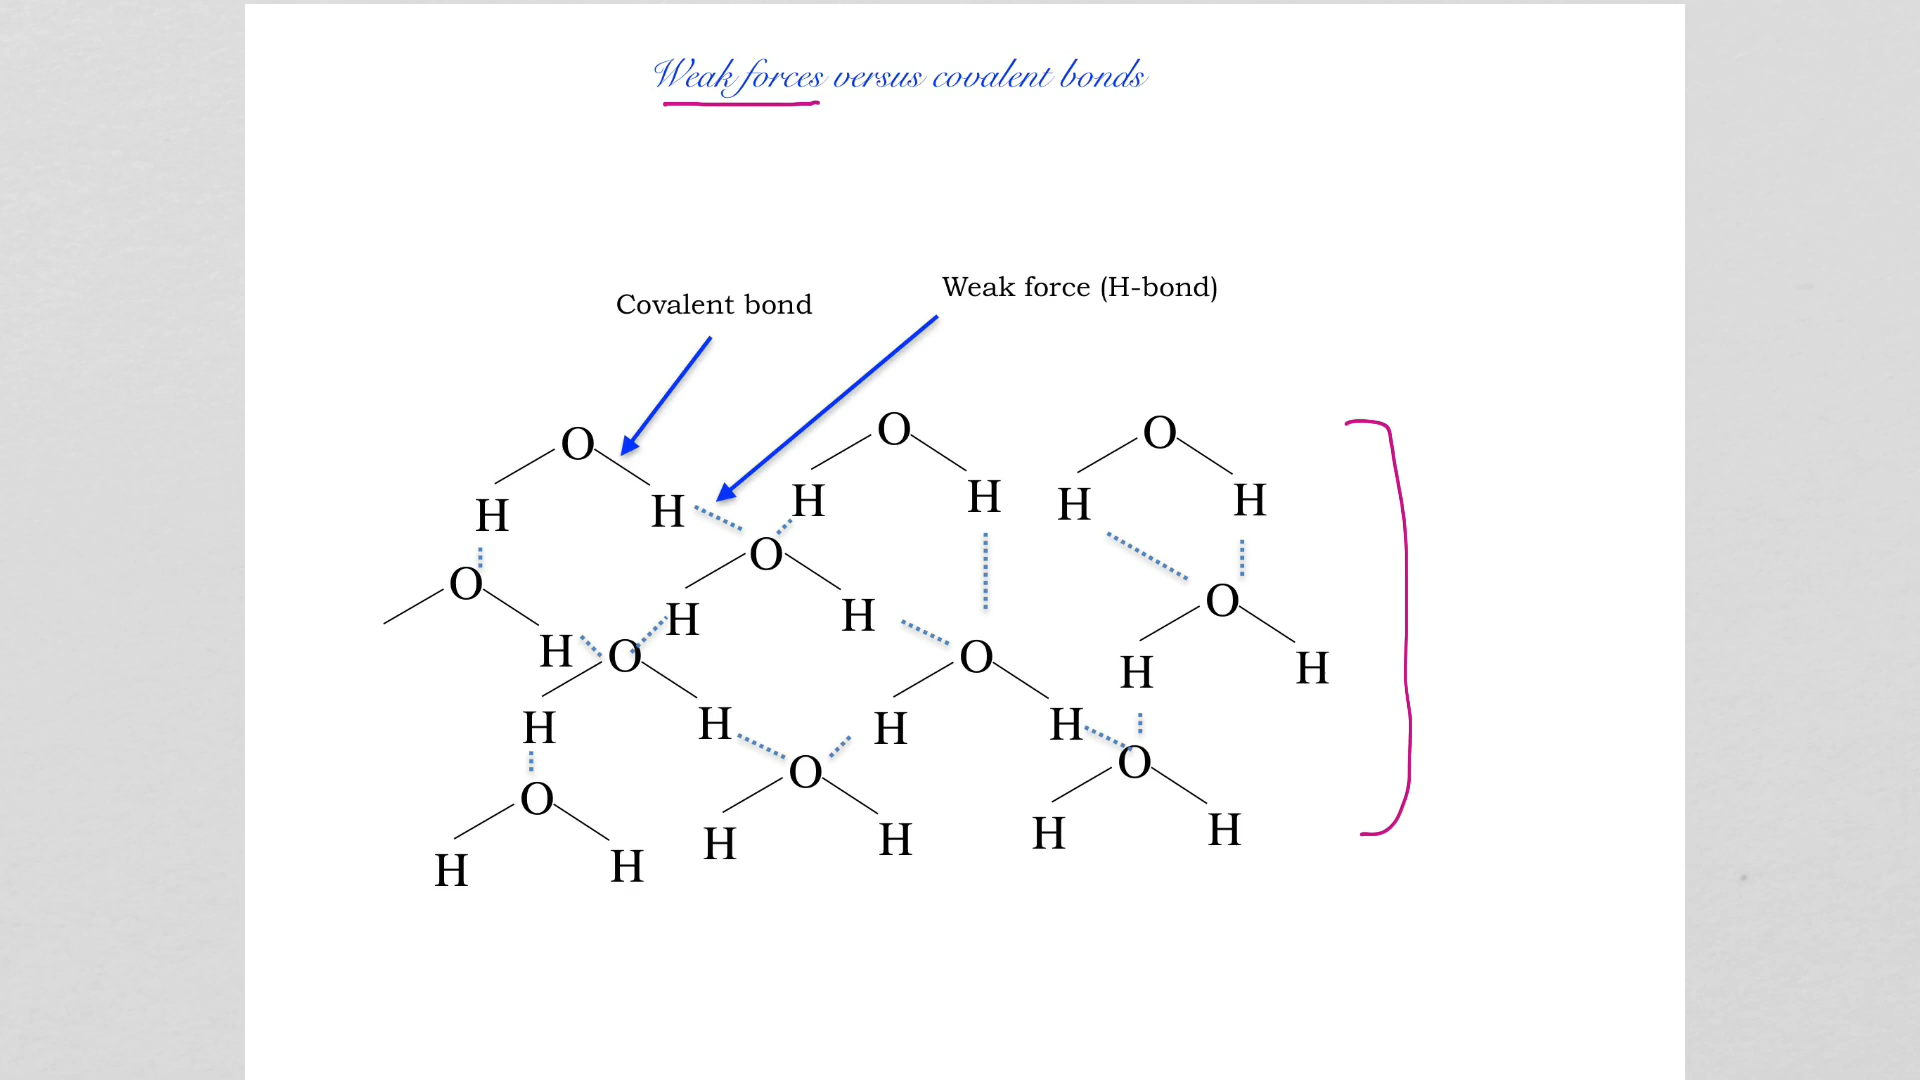 Weak forces versus covalent bonds
Weak force (H-bond)
Covalent bond
O O O
H H H H H H
O
O O
H H
H O O
H H H
H H H H
O O
O
H H H H
H H